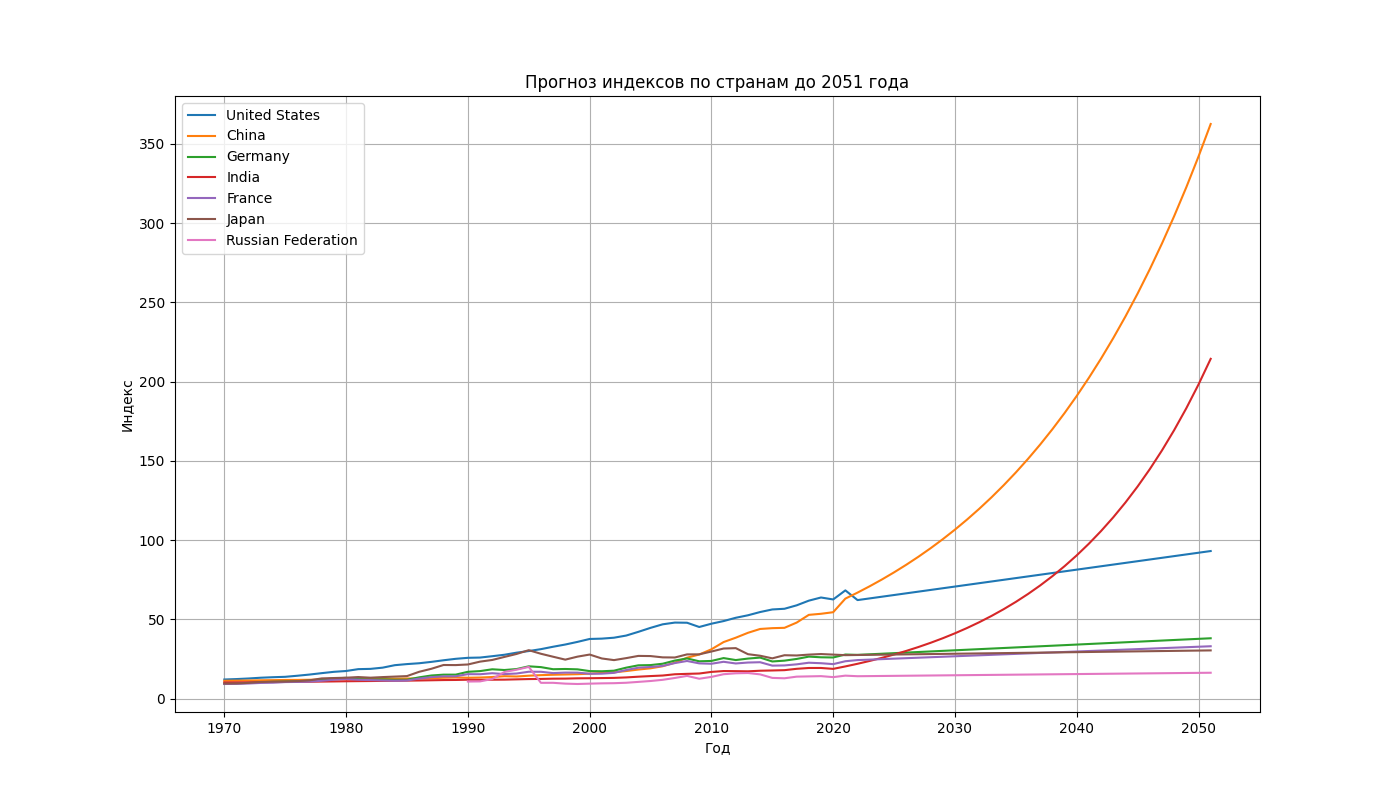 Прогноз индексов по странам до 2051 года
United States
China
Germany
India
France
Japan
Russian Federation
Индекс
350
300
250
200
150
100
50
0
1970 1980 1990 2000 2010 2020 2030 2040 2050
Год